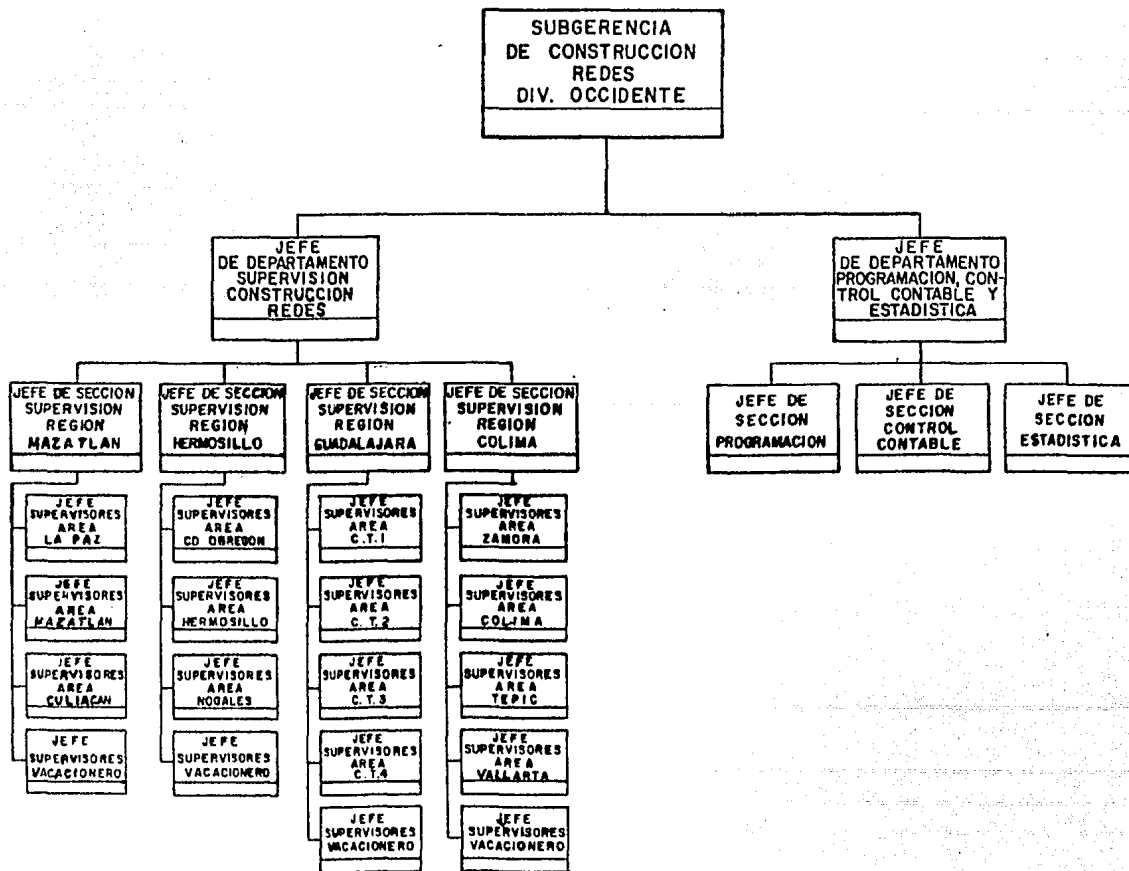 SUBGERENCIA
DE CONSTRUCCION
REDES
DIV. OCCIDENTE
JEFE
DE DEPARTAMENTO
SUPERVISION
CONSTRUCCION
REDES
JEFE
DE DEPARTAMENTO
PROGRAMACION, CON-
TROL CONTABLE Y
ESTADISTICA
JEFE DE SECCION
SUPERVISION
REGION
MAZATLAN
JEFE DE SECCION
SUPERVISION
REGION
HERMOSILLO
JEFE DE SECCION
SUPERVISION
REGION
GUADALAJARA
JEFE DE SECCION
SUPERVISION
REGION
COLIMA
JEFE DE
SECCION
PROGRAMACION
JEFE DE
SECCION
CONTROL
CONTABLE
JEFE DE
SECCION
ESTADISTICA
JEFE
SUPERVISORES
AREA
LA PAZ
JEFE
SUPERVISORES
AREA
MAZATLAN
JEFE
SUPERVISORES
AREA
CULIACAN
JEFE
SUPERVISORES
VACACIONERO
JEFE
SUPERVISORES
AREA
CD OBREGON
JEFE
SUPERVISORES
AREA
HERMOSILLO
JEFE
SUPERVISORES
AREA
NOGALES
JEFE
SUPERVISORES
VACACIONERO
JEFE
SUPERVISORES
AREA
C.T.1
JEFE
SUPERVISORES
AREA
C.T.2
JEFE
SUPERVISORES
AREA
C.T.3
JEFE
SUPERVISORES
AREA
C.T.4
JEFE
SUPERVISORES
VACACIONERO
JEFE
SUPERVISORES
AREA
ZAMORA
JEFE
SUPERVISORES
AREA
COLIMA
JEFE
SUPERVISORES
AREA
TEPIC
JEFE
SUPERVISORES
AREA
VALLARTA
JEFE
SUPERVISORES
VACACIONERO